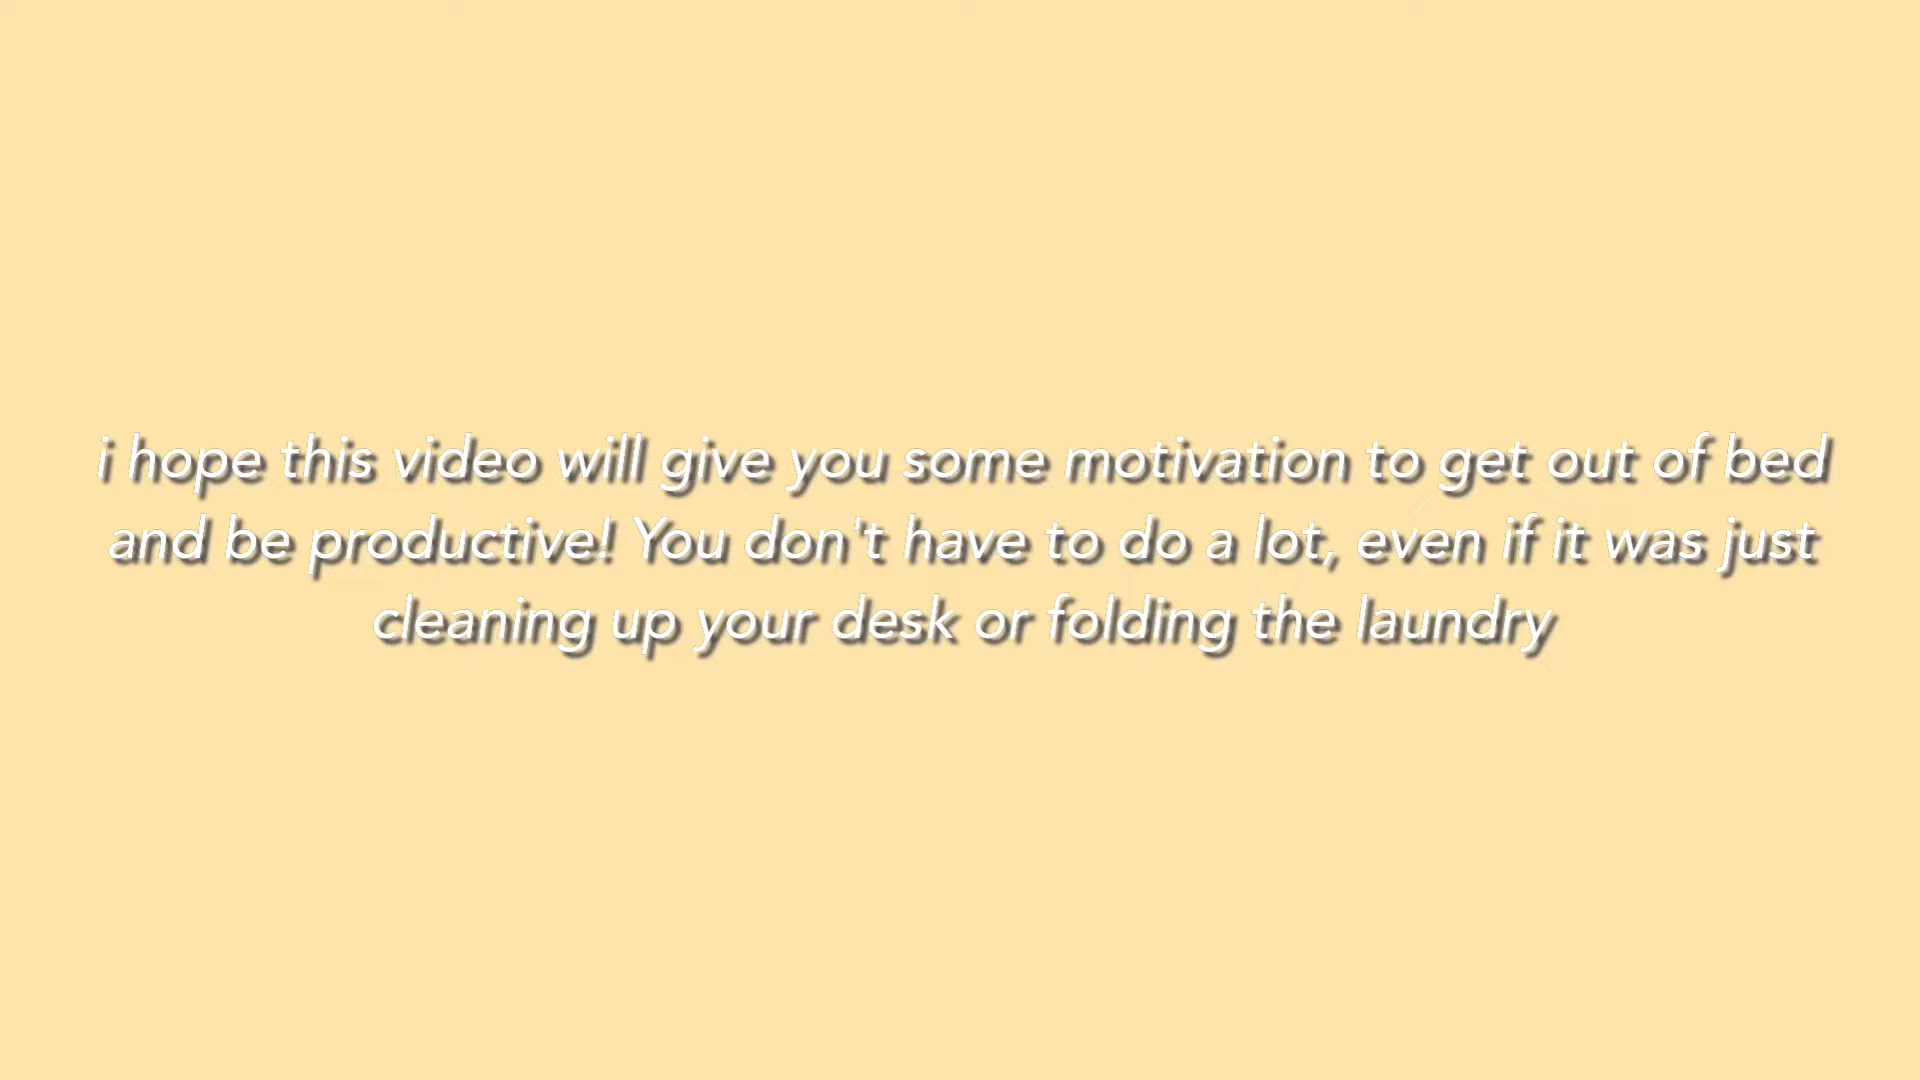 i hope this video will give you some motivation to get out of bed
and be productive! You don't have to do a lot, even if it was just
cleaning up your desk or folding the laundry